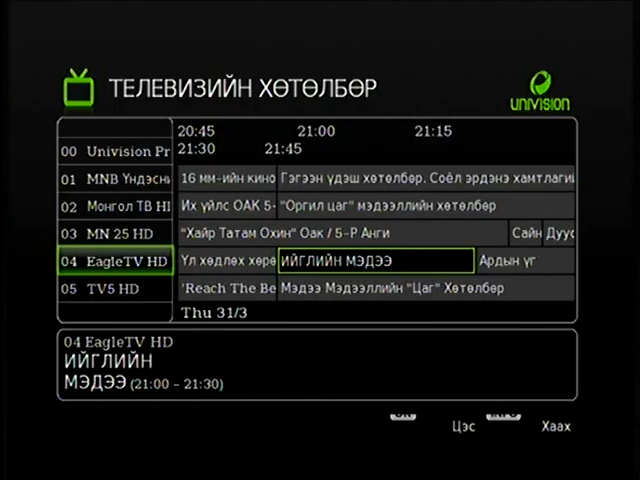 ТЕЛЕВИЗИЙН ХӨТӨЛБӨР
univision
20:45 21:00 21:15
21:30 21:45
00 Univision Pr
01 MNB Үндэсни 16 мм-ийн кино Гэгээн үдэш хөтөлбөр. Соёл эрдэнэ хамтлагий
02 Монгол ТВ HI Их үйлс ОАК 5- "Оргил цаг" мэдээллийн хөтөлбөр
03 MN 25 HD "Хайр Татам Охин" Оак / 5-Р Анги Сайн Дуус
04 EagleTV HD Үл хөдлөх хөрө ИЙГЛИЙН МЭДЭЭ Ардын үг
05 TV5 HD 'Reach The Be Мэдээ Мэдээллийн "Цаг" Хөтөлбөр
Thu 31/3
04 EagleTV HD
ИЙГЛИЙН
МЭДЭЭ (21:00 – 21:30)
OK Цэс INFO Хаах